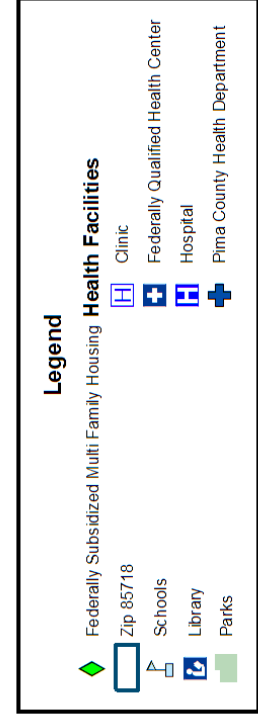 Legend
Federally Subsidized Multi Family Housing
Zip 85718
Schools
Library
Parks
Health Facilities
H Clinic
Federally Qualified Health Center
H Hospital
Pima County Health Department